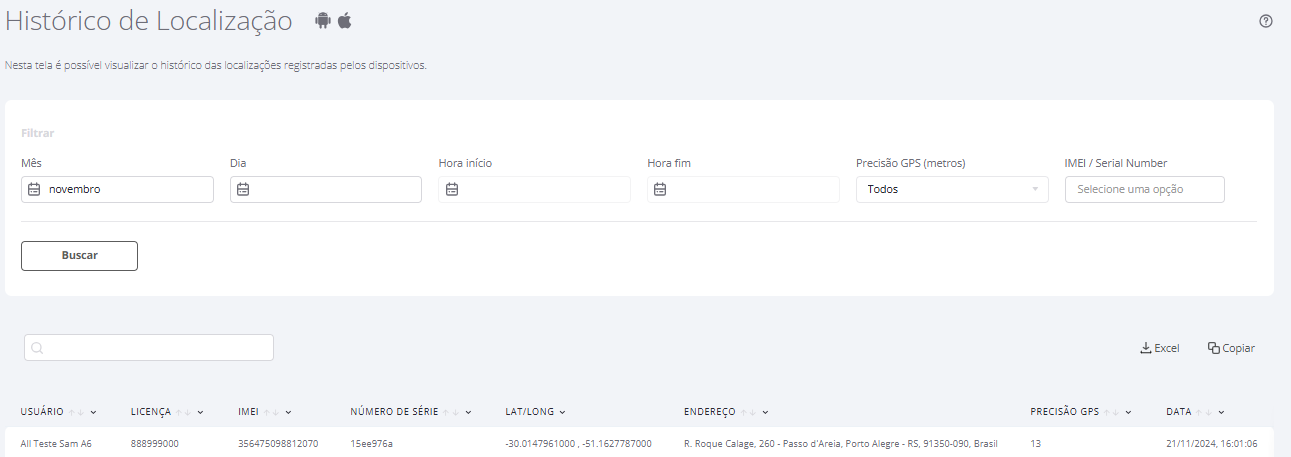 Histórico de Localização
Nesta tela é possível visualizar o histórico das localizações registradas pelos dispositivos.
Filtrar
Mês Dia Hora início Hora fim Precisão GPS (metros) IMEI / Serial Number
novembro Todos Selecione uma opção
Buscar
Excel Copiar
USUÁRIO LICENÇA IMEI NÚMERO DE SÉRIE LAT/LONG ENDEREÇO PRECISÃO GPS DATA
All Teste Sam A6 888999000 356475098812070 15ee976a -30.0147961000 , -51.1627787000 R. Roque Calage, 260 - Passo d'Areia, Porto Alegre - RS, 91350-090, Brasil 13 21/11/2024, 16:01:06